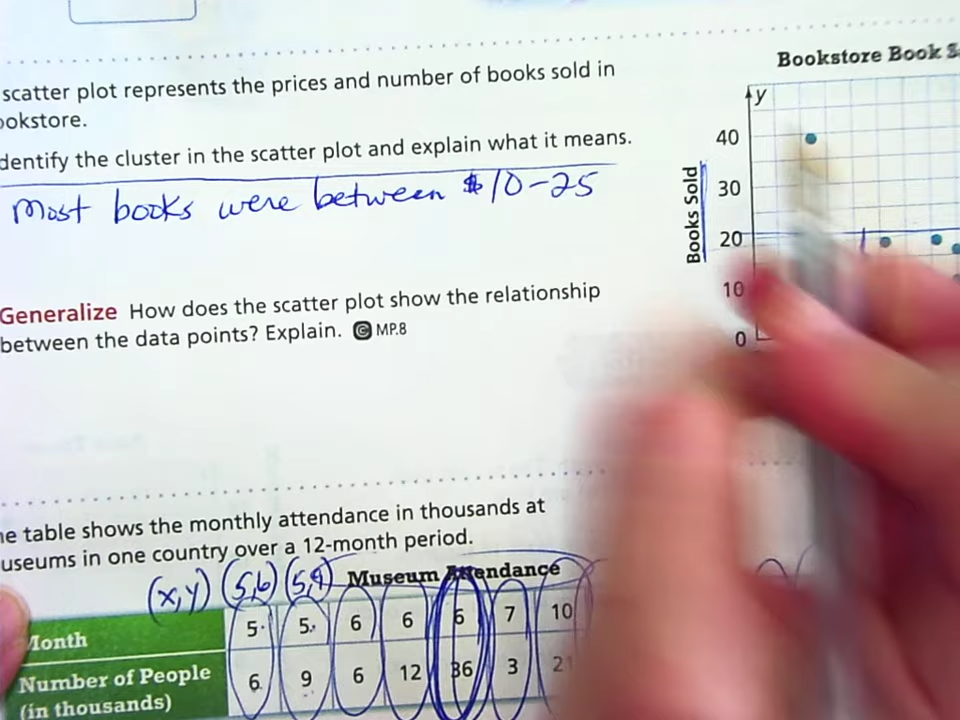 scatter plot represents the prices and number of books sold in
ookstore.
dentify the cluster in the scatter plot and explain what it means.
Most books were between $10-25
Generalize How does the scatter plot show the relationship
between the data points? Explain. MP.8
Bookstore Book S
y
40
30
20
10
0
Books Sold
e table shows the monthly attendance in thousands at
useums in one country over a 12-month period.
(x,y) (5,6) (5,9) Museum Attendance
Month 5 5 6 6 6 7 10
Number of People
(in thousands) 6 9 6 12 36 3 21